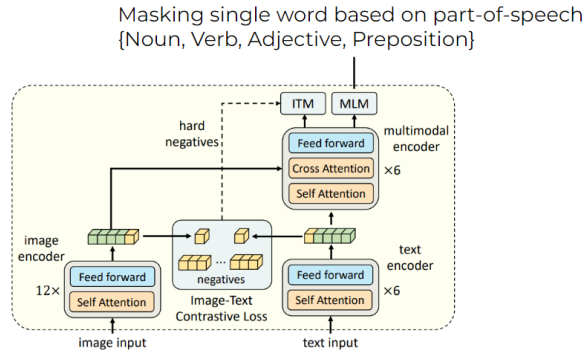 Masking single word based on part-of-speech
{Noun, Verb, Adjective, Preposition}
ITM
MLM
hard
negatives
Feed forward
Cross Attention
Self Attention
multimodal
encoder
×6
image
encoder
12×
Feed forward
Self Attention
...
negatives
Image-Text
Contrastive Loss
text
encoder
Feed forward
Self Attention
×6
image input
text input